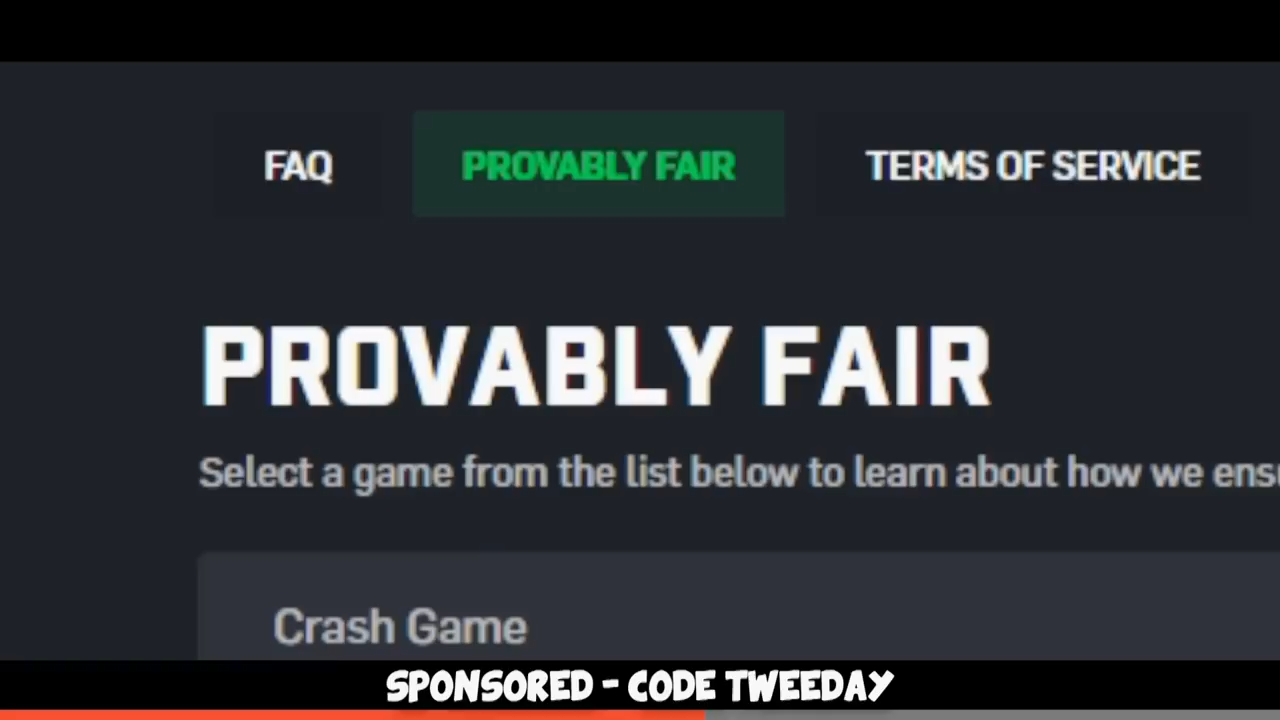 FAQ
PROVABLY FAIR
TERMS OF SERVICE
PROVABLY FAIR
Select a game from the list below to learn about how we
Crash Game
SPONSORED - CODE TWEEDAY